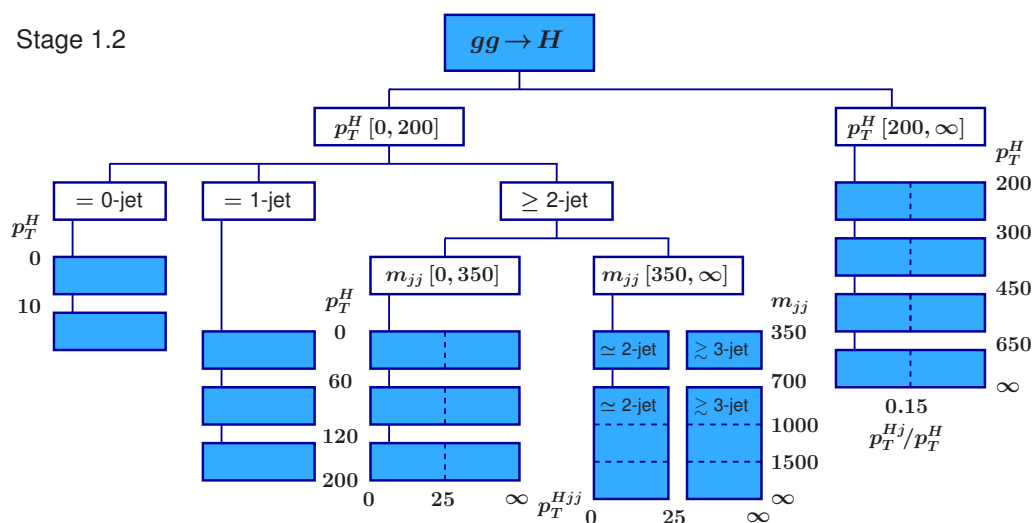 Stage 1.2
gg → H
p_T^H [0, 200]
p_T^H [200, ∞]
= 0-jet
= 1-jet
≥ 2-jet
p_T^H
0
10
m_jj [0, 350]
m_jj [350, ∞]
p_T^H
0
60
120
200
0 25 ∞
≃ 2-jet
≳ 3-jet
≃ 2-jet
≳ 3-jet
m_jj
350
700
1000
1500
∞
p_T^Hjj
0 25 ∞
p_T^H
200
300
450
650
∞
0.15
p_T^Hj/p_T^H